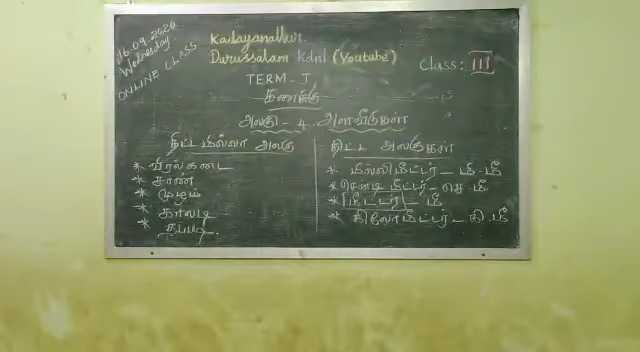 16.09.2020
Wednesday
ONLINE CLASS
Kadayanallur.
Darussalam Kdnl (Youtube)
Class: III
TERM - I
கணக்கு
அலகு - 4. அளவீடுகள்
திட்டமில்லா அலகு
* விரல்கடை
* சாண்
* முழம்
* காலடி
* தப்படி.
திட்ட அலகுகள்
* மில்லி மீட்டர் - மி.மீ
* சென்டி மீட்டர் - செ.மீ
* மீட்டர் - மீ
* கிலோ மீட்டர் - கி.மீ